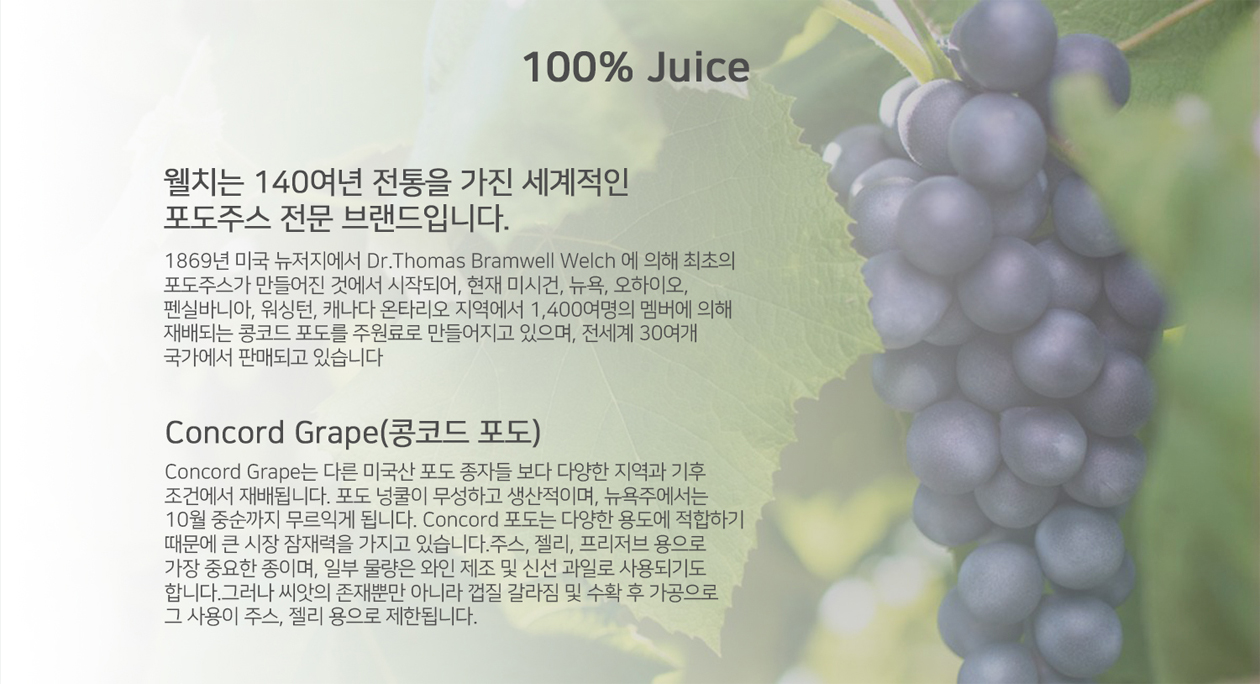 100% Juice
웰치는 140여년 전통을 가진 세계적인
포도주스 전문 브랜드입니다.
1869년 미국 뉴저지에서 Dr.Thomas Bramwell Welch 에 의해 최초의
포도주스가 만들어진 것에서 시작되어, 현재 미시건, 뉴욕, 오하이오,
펜실바니아, 워싱턴, 캐나다 온타리오 지역에서 1,400여명의 멤버에 의해
재배되는 콩코드 포도를 주원료로 만들어지고 있으며, 전세계 30여개
국가에서 판매되고 있습니다
Concord Grape(콩코드 포도)
Concord Grape는 다른 미국산 포도 종자들 보다 다양한 지역과 기후
조건에서 재배됩니다. 포도 넝쿨이 무성하고 생산적이며, 뉴욕주에서는
10월 중순까지 무르익게 됩니다. Concord 포도는 다양한 용도에 적합하기
때문에 큰 시장 잠재력을 가지고 있습니다.주스, 젤리, 프리저브 용으로
가장 중요한 종이며, 일부 물량은 와인 제조 및 신선 과일로 사용되기도
합니다.그러나 씨앗의 존재뿐만 아니라 껍질 갈라짐 및 수확 후 가공으로
그 사용이 주스, 젤리 용으로 제한됩니다.